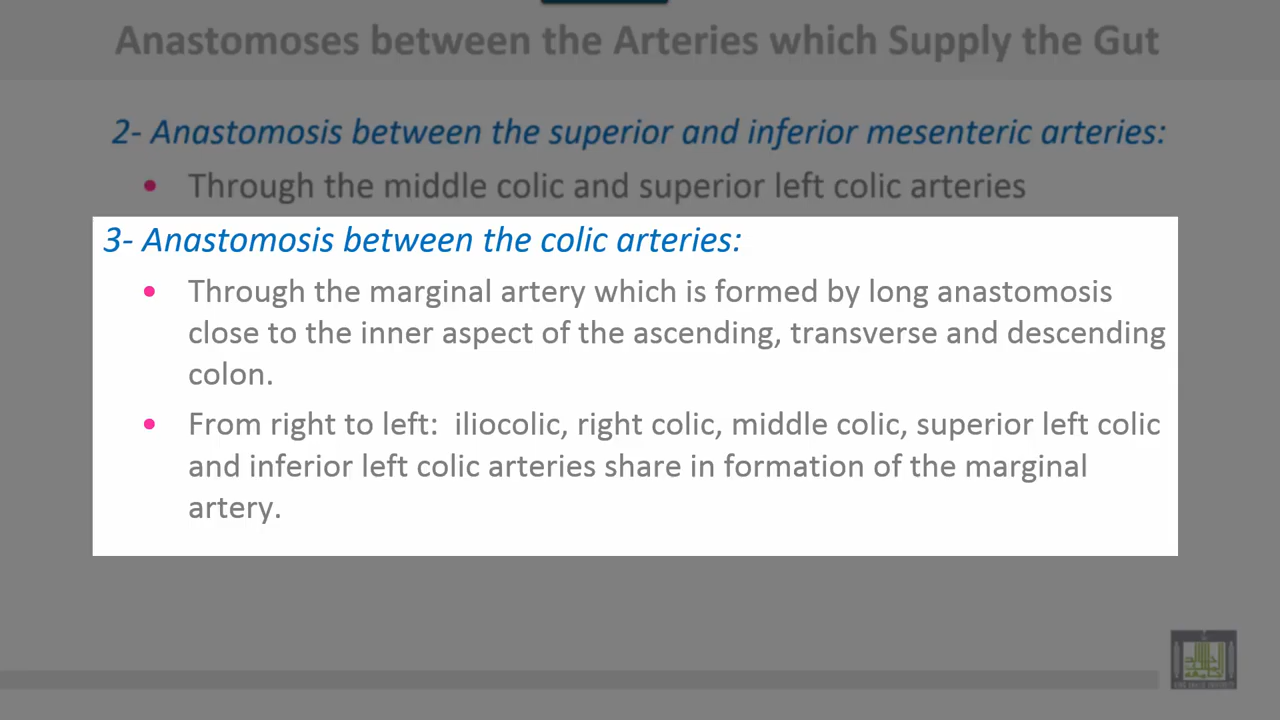 Anastomoses between the Arteries which Supply the Gut
2- Anastomosis between the superior and inferior mesenteric arteries:
• Through the middle colic and superior left colic arteries
3- Anastomosis between the colic arteries:
• Through the marginal artery which is formed by long anastomosis
close to the inner aspect of the ascending, transverse and descending
colon.
• From right to left:  iliocolic, right colic, middle colic, superior left colic
and inferior left colic arteries share in formation of the marginal
artery.